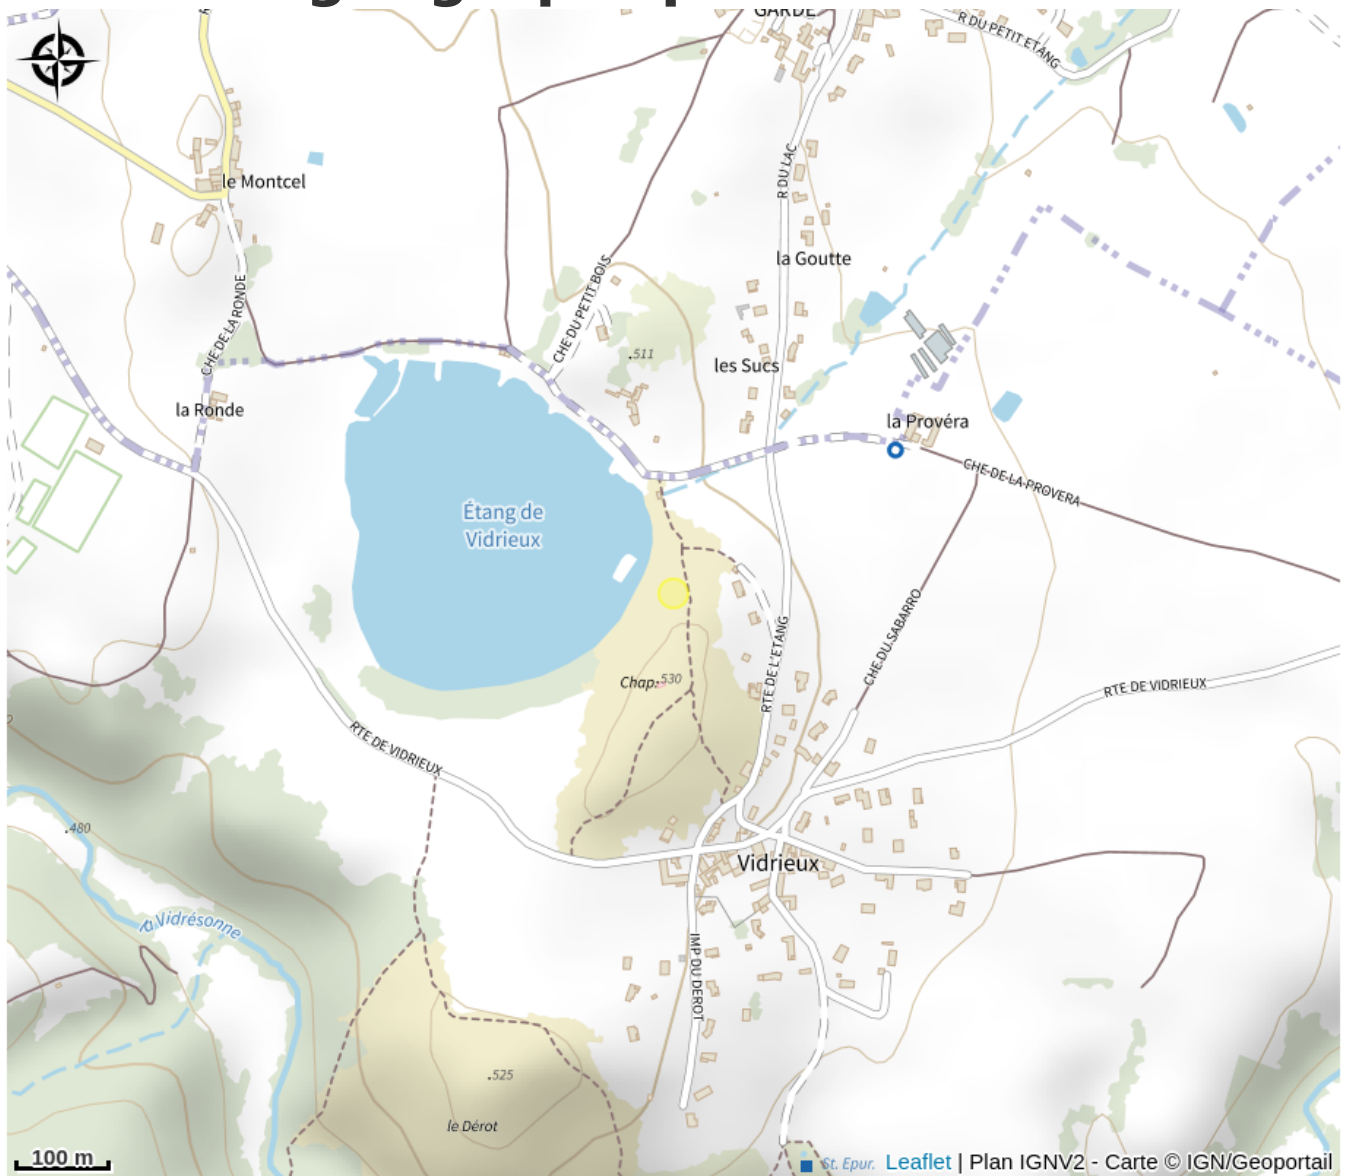 GARDE
R DU PETIT ETANG
R DU LAC
le Montcel
la Goutte
CHE DE LA RONDE
CHE DU PETIT BOIS
511
les Sucs
la Ronde
la Provéra
CHE DE LA PROVERA
Étang de
Vidrieux
CHE DU SABARRO
RTE DE L'ETANG
Chap.
530
RTE DE VIDRIEUX
RTE DE VIDRIEUX
480
Vidrieux
la Vidrésonne
IMP DU DEROT
525
le Dérot
100 m
St. Epur.
Leaflet | Plan IGNV2 - Carte © IGN/Geoportail